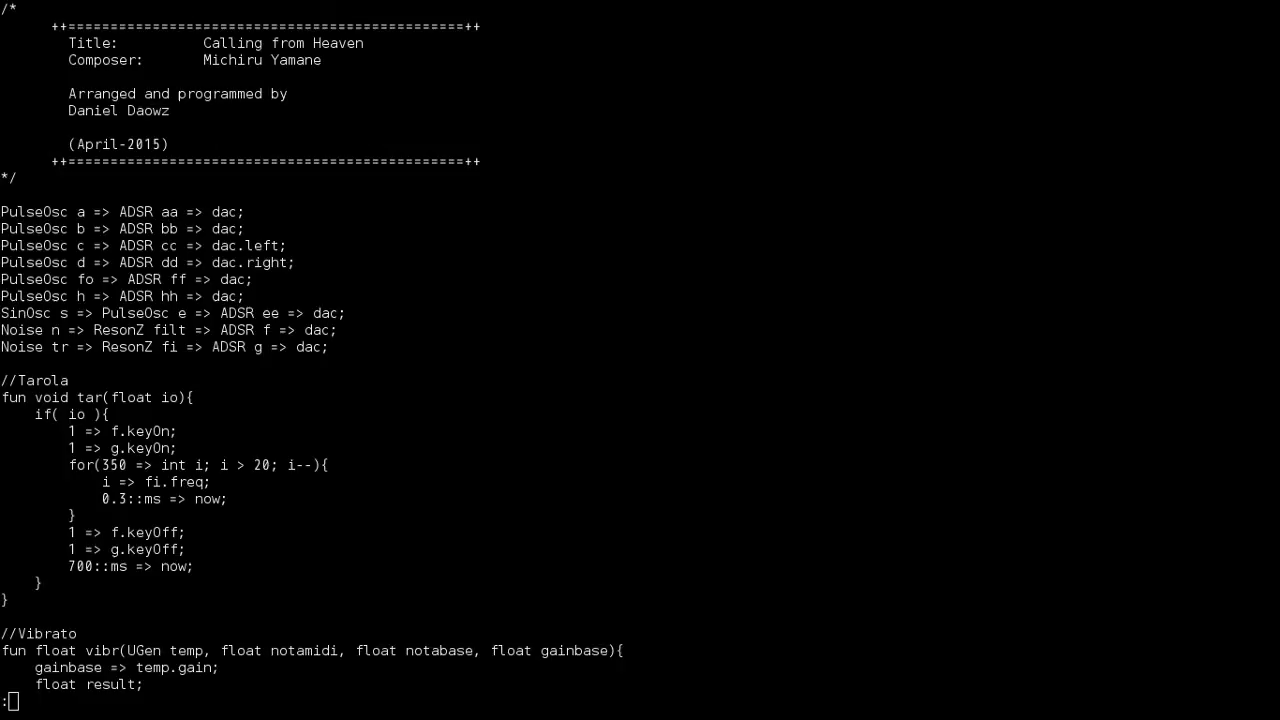 /*
      ++===============================================++
        Title:          Calling from Heaven
        Composer:       Michiru Yamane

        Arranged and programmed by
        Daniel Daowz

        (April-2015)
      ++===============================================++
*/

PulseOsc a => ADSR aa => dac;
PulseOsc b => ADSR bb => dac;
PulseOsc c => ADSR cc => dac.left;
PulseOsc d => ADSR dd => dac.right;
PulseOsc fo => ADSR ff => dac;
PulseOsc h => ADSR hh => dac;
SinOsc s => PulseOsc e => ADSR ee => dac;
Noise n => ResonZ filt => ADSR f => dac;
Noise tr => ResonZ fi => ADSR g => dac;

//Tarola
fun void tar(float io){
    if( io ){
        1 => f.keyOn;
        1 => g.keyOn;
        for(350 => int i; i > 20; i--){
            i => fi.freq;
            0.3::ms => now;
        }
        1 => f.keyOff;
        1 => g.keyOff;
        700::ms => now;
    }
}

//Vibrato
fun float vibr(UGen temp, float notamidi, float notabase, float gainbase){
    gainbase => temp.gain;
    float result;
: